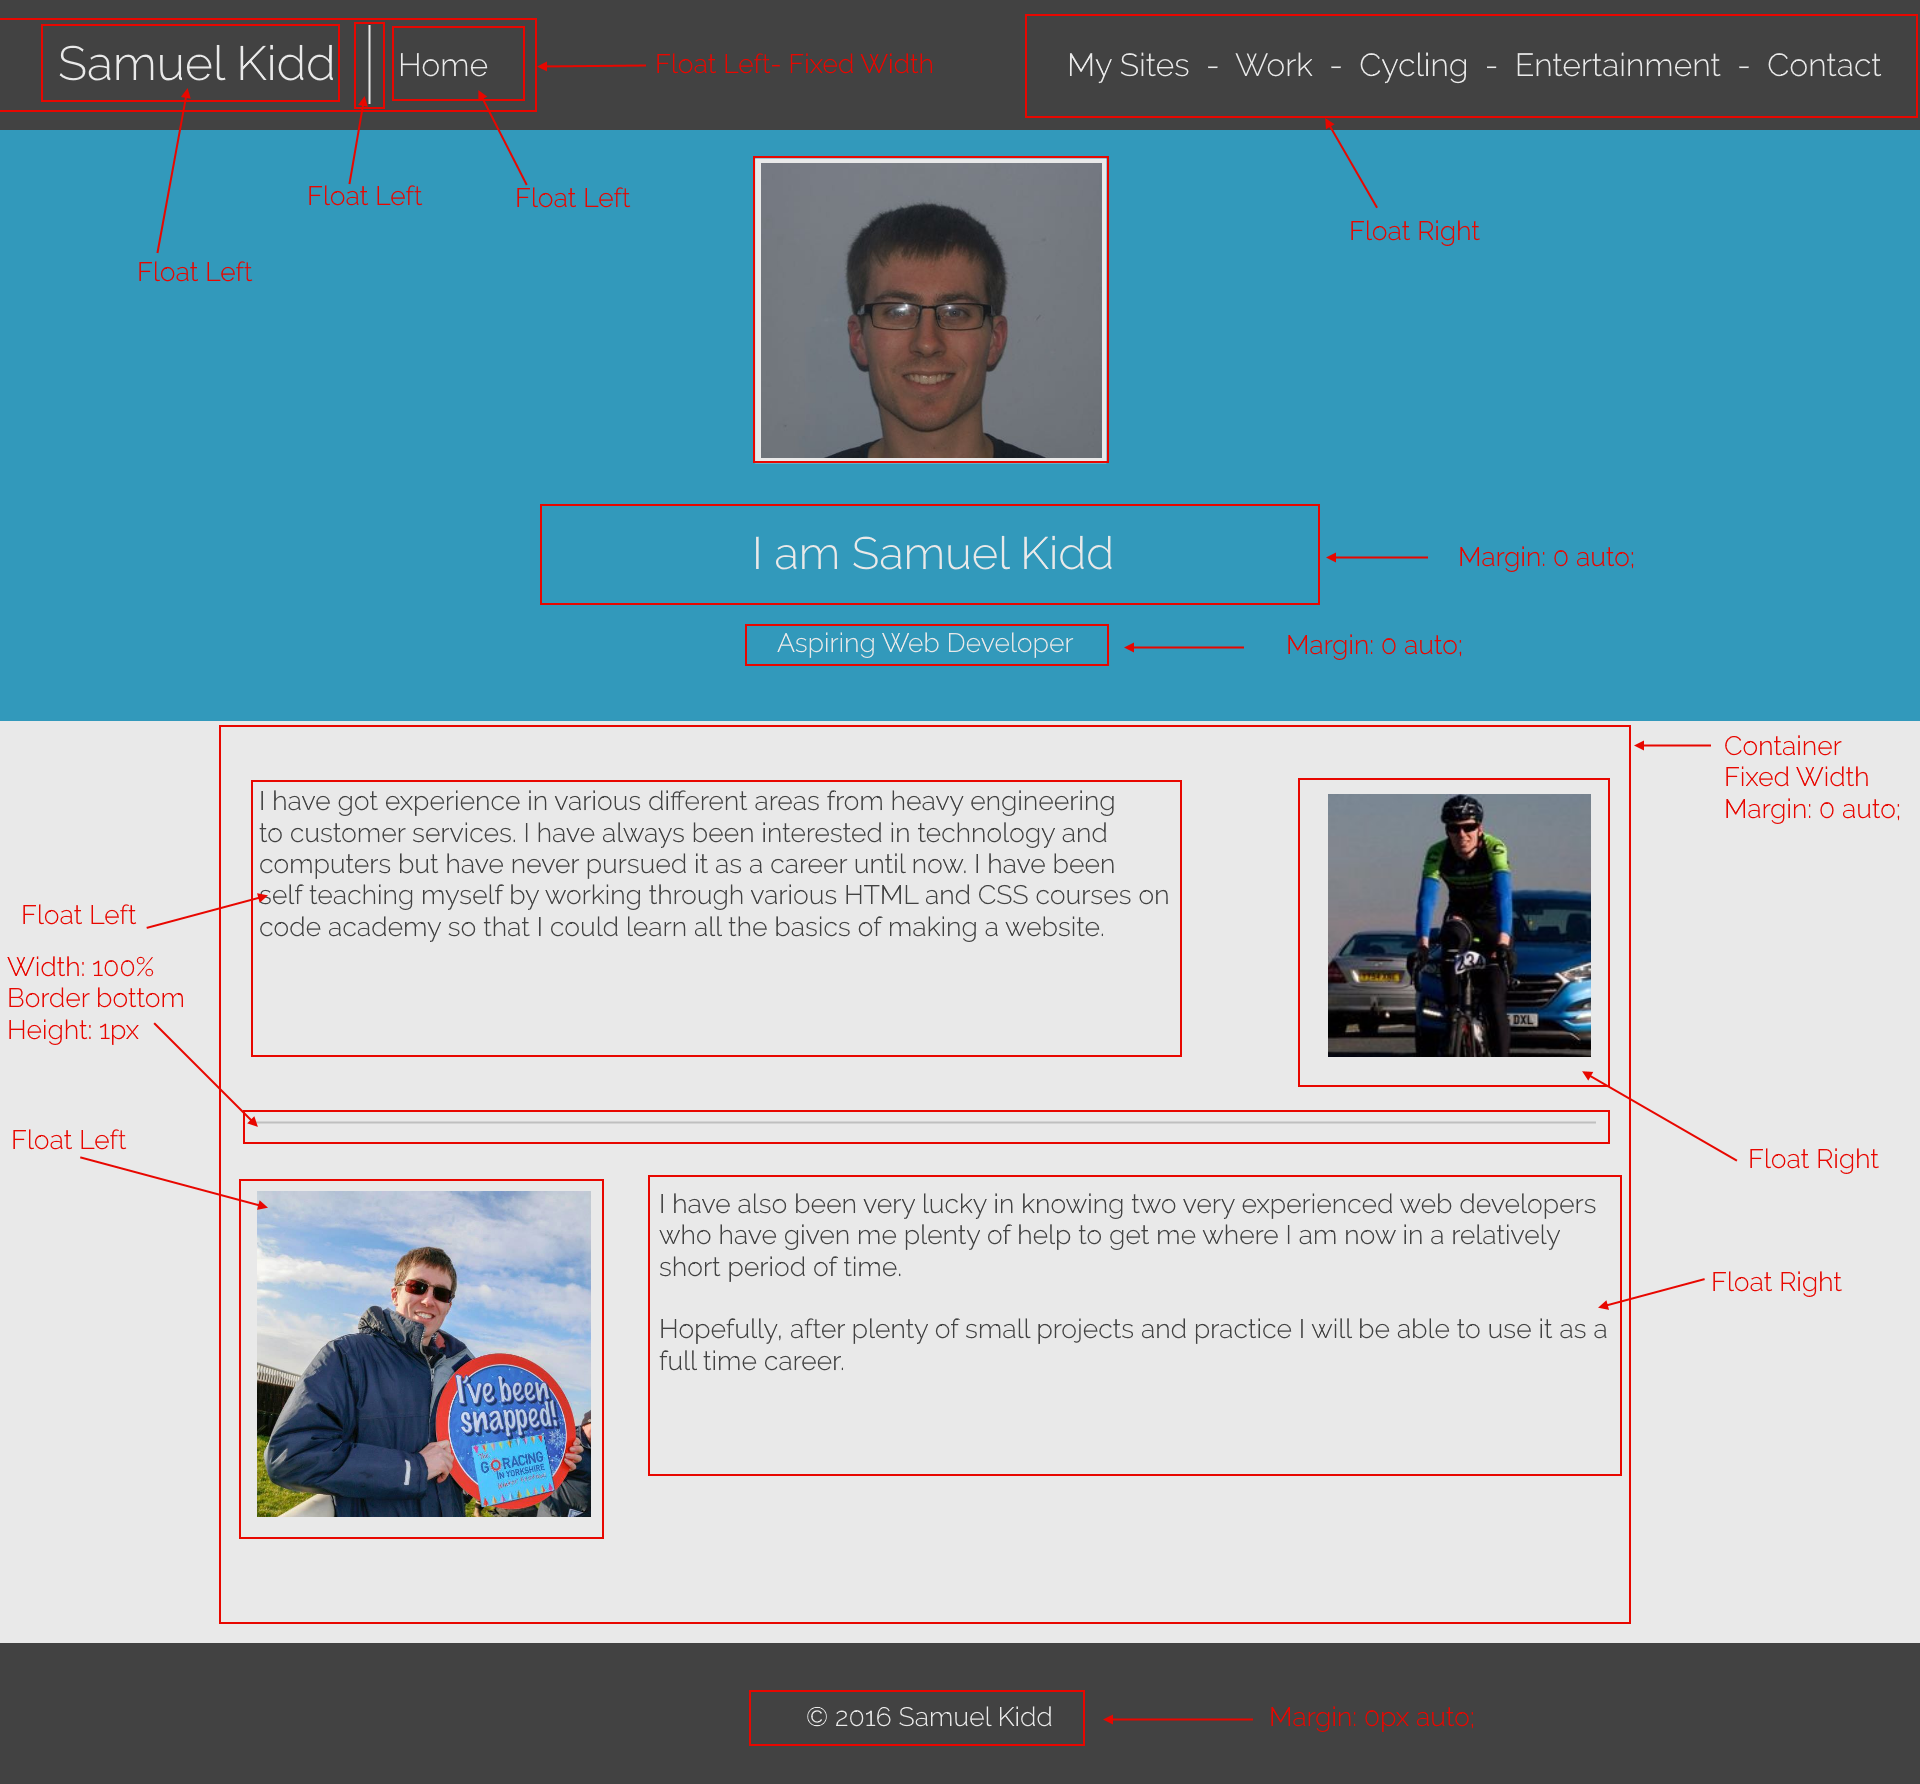 Samuel Kidd
Home
Float Left- Fixed Width
My Sites - Work - Cycling - Entertainment - Contact
Float Left
Float Left
Float Right
Float Left
I am Samuel Kidd
Margin: 0 auto;
Aspiring Web Developer
Margin: 0 auto;
Container
Fixed Width
Margin: 0 auto;
I have got experience in various different areas from heavy engineering
to customer services. I have always been interested in technology and
computers but have never pursued it as a career until now. I have been
self teaching myself by working through various HTML and CSS courses on
code academy so that I could learn all the basics of making a website.
234
DXL
Float Left
Width: 100%
Border bottom
Height: 1px
Float Left
Float Right
I have also been very lucky in knowing two very experienced web developers
who have given me plenty of help to get me where I am now in a relatively
short period of time.
Hopefully, after plenty of small projects and practice I will be able to use it as a
full time career.
Float Right
I've been
snapped!
GO RACING
IN YORKSHIRE
© 2016 Samuel Kidd
Margin: 0px auto;